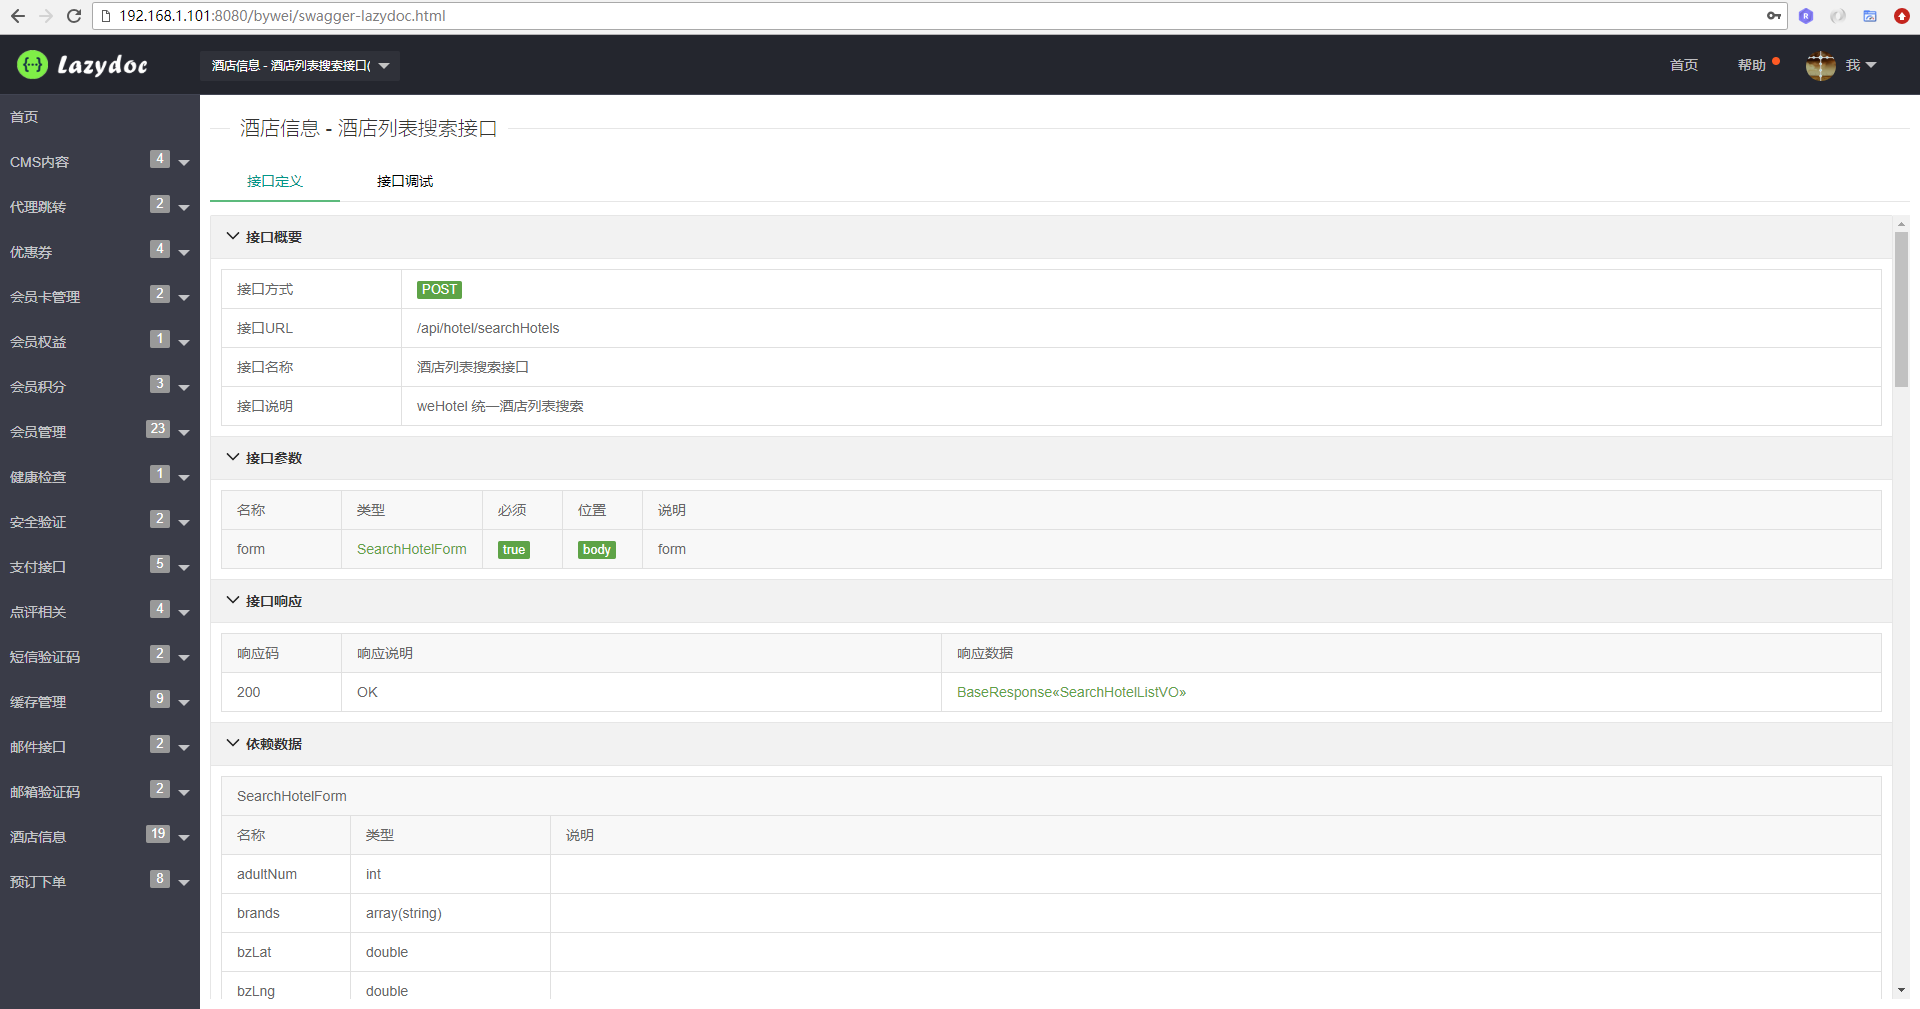 192.168.1.101:8080/bywei/swagger-lazydoc.html
Lazydoc
酒店信息 - 酒店列表搜索接口(
首页
帮助
我
首页
CMS内容 4
代理跳转 2
优惠券 4
会员卡管理 2
会员权益 1
会员积分 3
会员管理 23
健康检查 1
安全验证 2
支付接口 5
点评相关 4
短信验证码 2
缓存管理 9
邮件接口 2
邮箱验证码 2
酒店信息 19
预订下单 8
酒店信息 - 酒店列表搜索接口
接口定义 接口调试
接口概要
接口方式 POST
接口URL /api/hotel/searchHotels
接口名称 酒店列表搜索接口
接口说明 weHotel 统一酒店列表搜索
接口参数
名称 类型 必须 位置 说明
form SearchHotelForm true body form
接口响应
响应码 响应说明 响应数据
200 OK BaseResponse«SearchHotelListVO»
依赖数据
SearchHotelForm
名称 类型 说明
adultNum int
brands array(string)
bzLat double
bzLng double